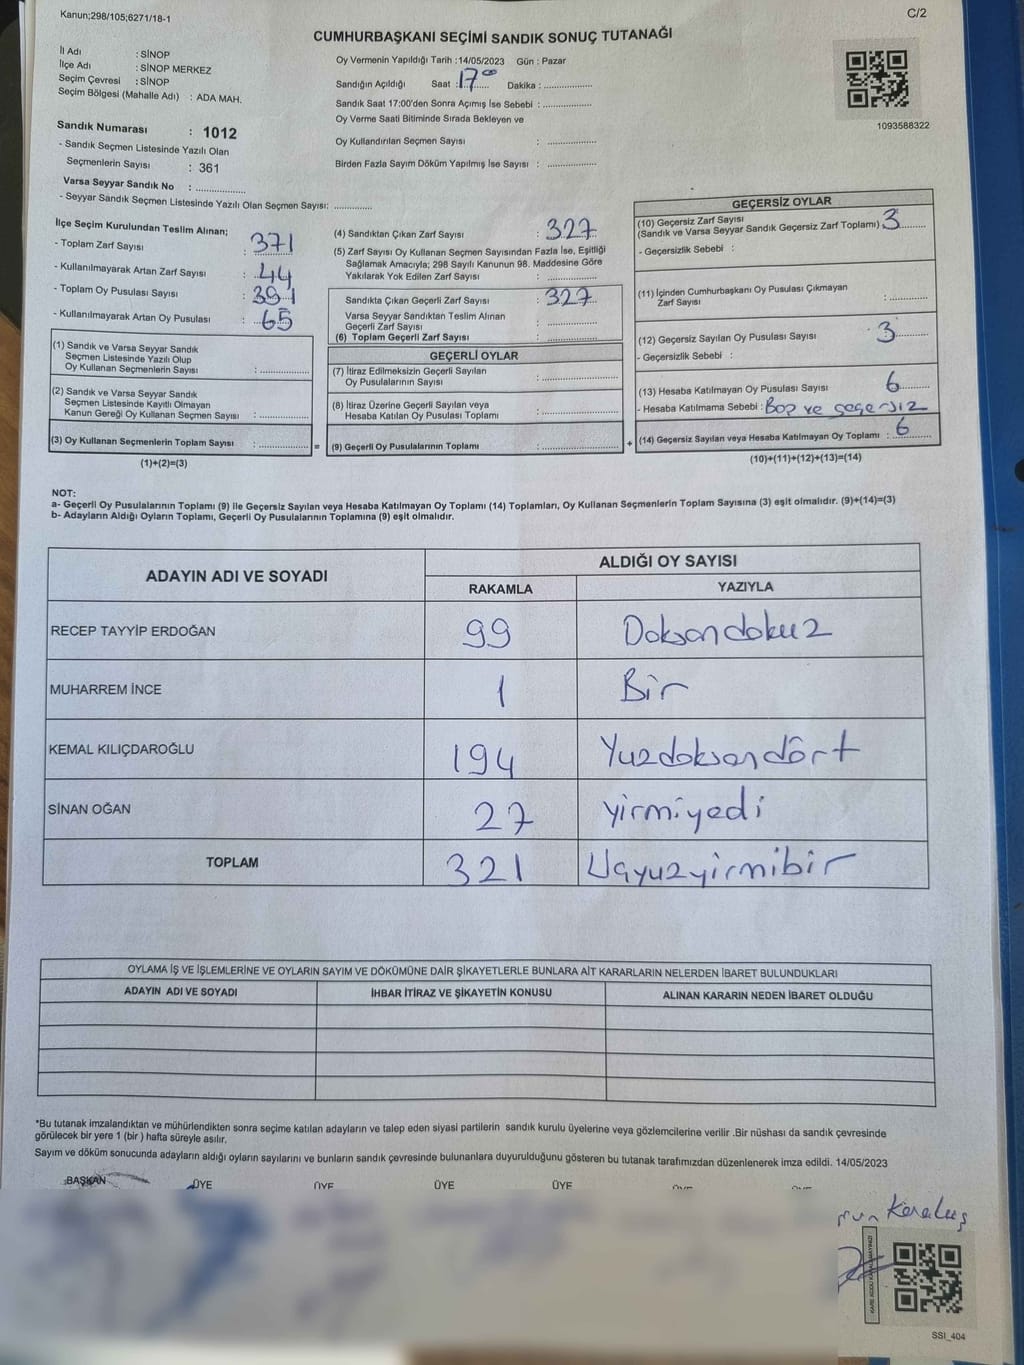 Kanun;298/105;6271/18-1
C/2
CUMHURBAŞKANI SEÇİMİ SANDIK SONUÇ TUTANAĞI
İl Adı : SİNOP
İlçe Adı : SİNOP MERKEZ
Seçim Çevresi : SİNOP
Seçim Bölgesi (Mahalle Adı) : ADA MAH.
Sandık Numarası : 1012
- Sandık Seçmen Listesinde Yazılı Olan
Seçmenlerin Sayısı : 361
Varsa Seyyar Sandık No : ..................
- Seyyar Sandık Seçmen Listesinde Yazılı Olan Seçmen Sayısı: ..............
Oy Vermenin Yapıldığı Tarih :14/05/2023 Gün : Pazar
Sandığın Açıldığı Saat :17⁰⁰ Dakika : ..................
Sandık Saat 17:00'den Sonra Açımış İse Sebebi : ..................
Oy Verme Saati Bitiminde Sırada Bekleyen ve
Oy Kullandırılan Seçmen Sayısı : ..................
Birden Fazla Sayım Döküm Yapılmış İse Sayısı : ..................
1093588322
İlçe Seçim Kurulundan Teslim Alınan;
- Toplam Zarf Sayısı : 371
- Kullanılmayarak Artan Zarf Sayısı : 44
- Toplam Oy Pusulası Sayısı : 391
- Kullanılmayarak Artan Oy Pusulası : 65
(1) Sandık ve Varsa Seyyar Sandık
Seçmen Listesinde Yazılı Olup
Oy Kullanan Seçmenlerin Sayısı : ..................
(2) Sandık ve Varsa Seyyar Sandık
Seçmen Listesinde Kayıtlı Olmayan
Kanun Gereği Oy Kullanan Seçmen Sayısı : ..................
(3) Oy Kullanan Seçmenlerin Toplam Sayısı : ..................
(1)+(2)=(3)
=
(4) Sandıktan Çıkan Zarf Sayısı : 327
(5) Zarf Sayısı Oy Kullanan Seçmen Sayısından Fazla İse, Eşitliği
Sağlamak Amacıyla; 298 Sayılı Kanunun 98. Maddesine Göre
Yakılarak Yok Edilen Zarf Sayısı : ..................
Sandıkta Çıkan Geçerli Zarf Sayısı : 327
Varsa Seyyar Sandıktan Teslim Alınan
Geçerli Zarf Sayısı : ..................
(6) Toplam Geçerli Zarf Sayısı : ..................
GEÇERLİ OYLAR
(7) İtiraz Edilmeksizin Geçerli Sayılan
Oy Pusulalarının Sayısı : ..................
(8) İtiraz Üzerine Geçerli Sayılan veya
Hesaba Katılan Oy Pusulası Toplamı : ..................
(9) Geçerli Oy Pusulalarının Toplamı : ..................
+
GEÇERSİZ OYLAR
(10) Geçersiz Zarf Sayısı
(Sandık ve Varsa Seyyar Sandık Geçersiz Zarf Toplamı) : 3
- Geçersizlik Sebebi :
(11) İçinden Cumhurbaşkanı Oy Pusulası Çıkmayan
Zarf Sayısı : ..................
(12) Geçersiz Sayılan Oy Pusulası Sayısı : 3
- Geçersizlik Sebebi :
(13) Hesaba Katılmayan Oy Pusulası Sayısı : 6
- Hesaba Katılmama Sebebi : Boş ve geçersiz
(14) Geçersiz Sayılan veya Hesaba Katılmayan Oy Toplamı : 6
(10)+(11)+(12)+(13)=(14)
NOT:
a- Geçerli Oy Pusulalarının Toplamı (9) ile Geçersiz Sayılan veya Hesaba Katılmayan Oy Toplamı (14) Toplamları, Oy Kullanan Seçmenlerin Toplam Sayısına (3) eşit olmalıdır. (9)+(14)=(3)
b- Adayların Aldığı Oyların Toplamı, Geçerli Oy Pusulalarının Toplamına (9) eşit olmalıdır.
ADAYIN ADI VE SOYADI
ALDIĞI OY SAYISI
RAKAMLA YAZIYLA
RECEP TAYYİP ERDOĞAN 99 Doksandokuz
MUHARREM İNCE 1 Bir
KEMAL KILIÇDAROĞLU 194 Yuzdoksandört
SİNAN OĞAN 27 yirmiyedi
TOPLAM 321 Uçyuzyirmibir
OYLAMA İŞ VE İŞLEMLERİNE VE OYLARIN SAYIM VE DÖKÜMÜNE DAİR ŞİKAYETLERLE BUNLARA AİT KARARLARIN NELERDEN İBARET BULUNDUKLARI
ADAYIN ADI VE SOYADI İHBAR İTİRAZ VE ŞİKAYETİN KONUSU ALINAN KARARIN NEDEN İBARET OLDUĞU
*Bu tutanak imzalandıktan ve mühürlendikten sonra seçime katılan adayların ve talep eden siyasi partilerin sandık kurulu üyelerine veya gözlemcilerine verilir .Bir nüshası da sandık çevresinde
görülecek bir yere 1 (bir ) hafta süreyle asılır.
Sayım ve döküm sonucunda adayların aldığı oyların sayılarını ve bunların sandık çevresinde bulunanlara duyurulduğunu gösteren bu tutanak tarafımızdan düzenlenerek imza edildi. 14/05/2023
BAŞKAN ÜYE ÜYE ÜYE ÜYE
SSI_404